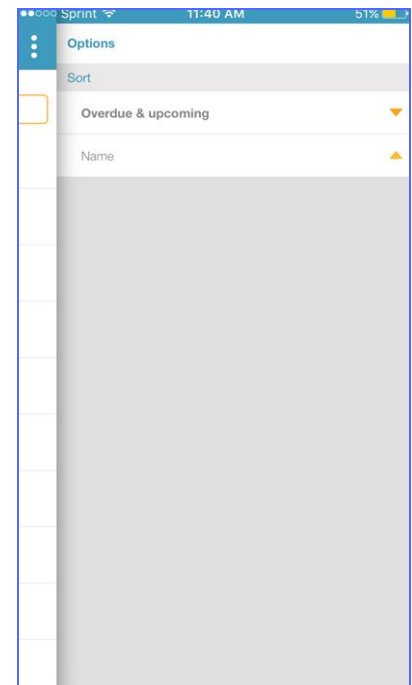 Sprint 11:40 AM 51%
Options
Sort
Overdue & upcoming
Name